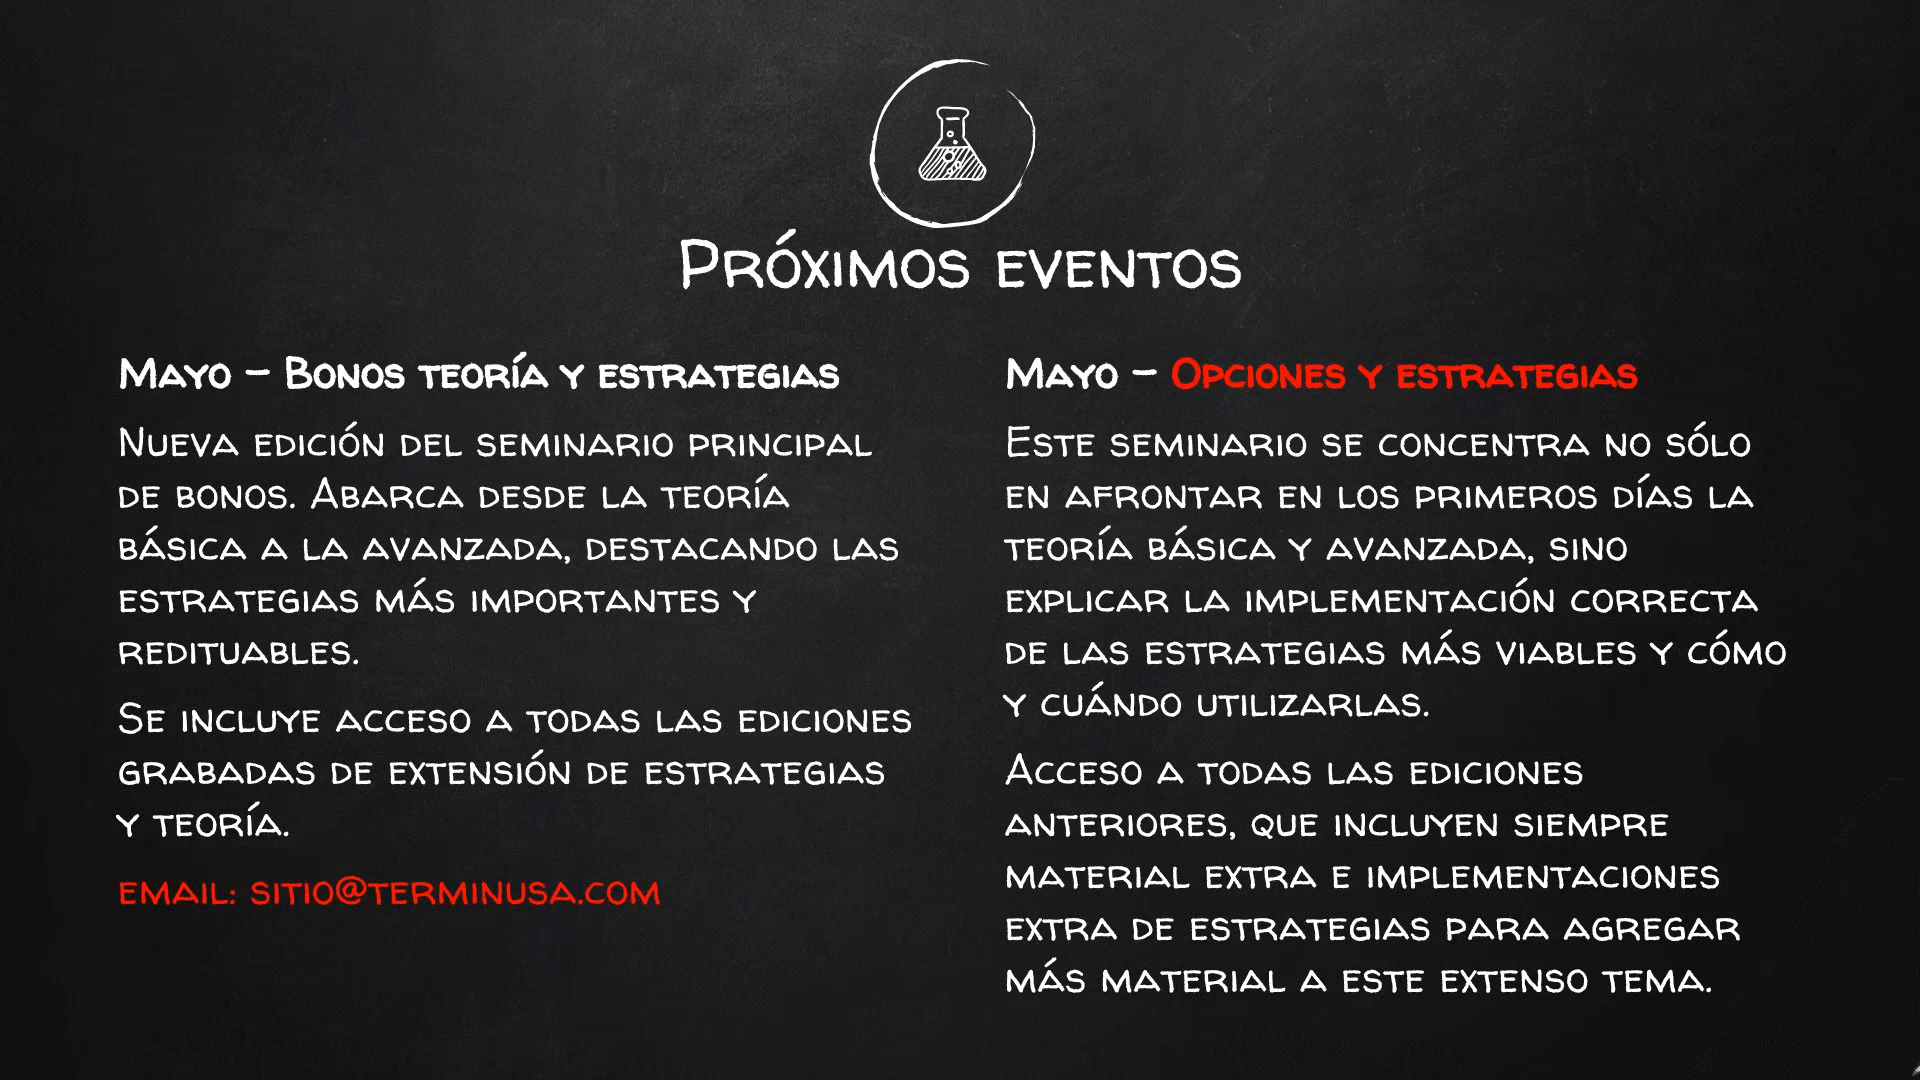 Próximos eventos
Mayo – Bonos teoría y estrategias
Nueva edición del seminario principal
de bonos. Abarca desde la teoría
básica a la avanzada, destacando las
estrategias más importantes y
redituables.
Se incluye acceso a todas las ediciones
grabadas de extensión de estrategias
y teoría.
email: sitio@terminusa.com
Mayo – Opciones y estrategias
Este seminario se concentra no sólo
en afrontar en los primeros días la
teoría básica y avanzada, sino
explicar la implementación correcta
de las estrategias más viables y cómo
y cuándo utilizarlas.
Acceso a todas las ediciones
anteriores, que incluyen siempre
material extra e implementaciones
extra de estrategias para agregar
más material a este extenso tema.